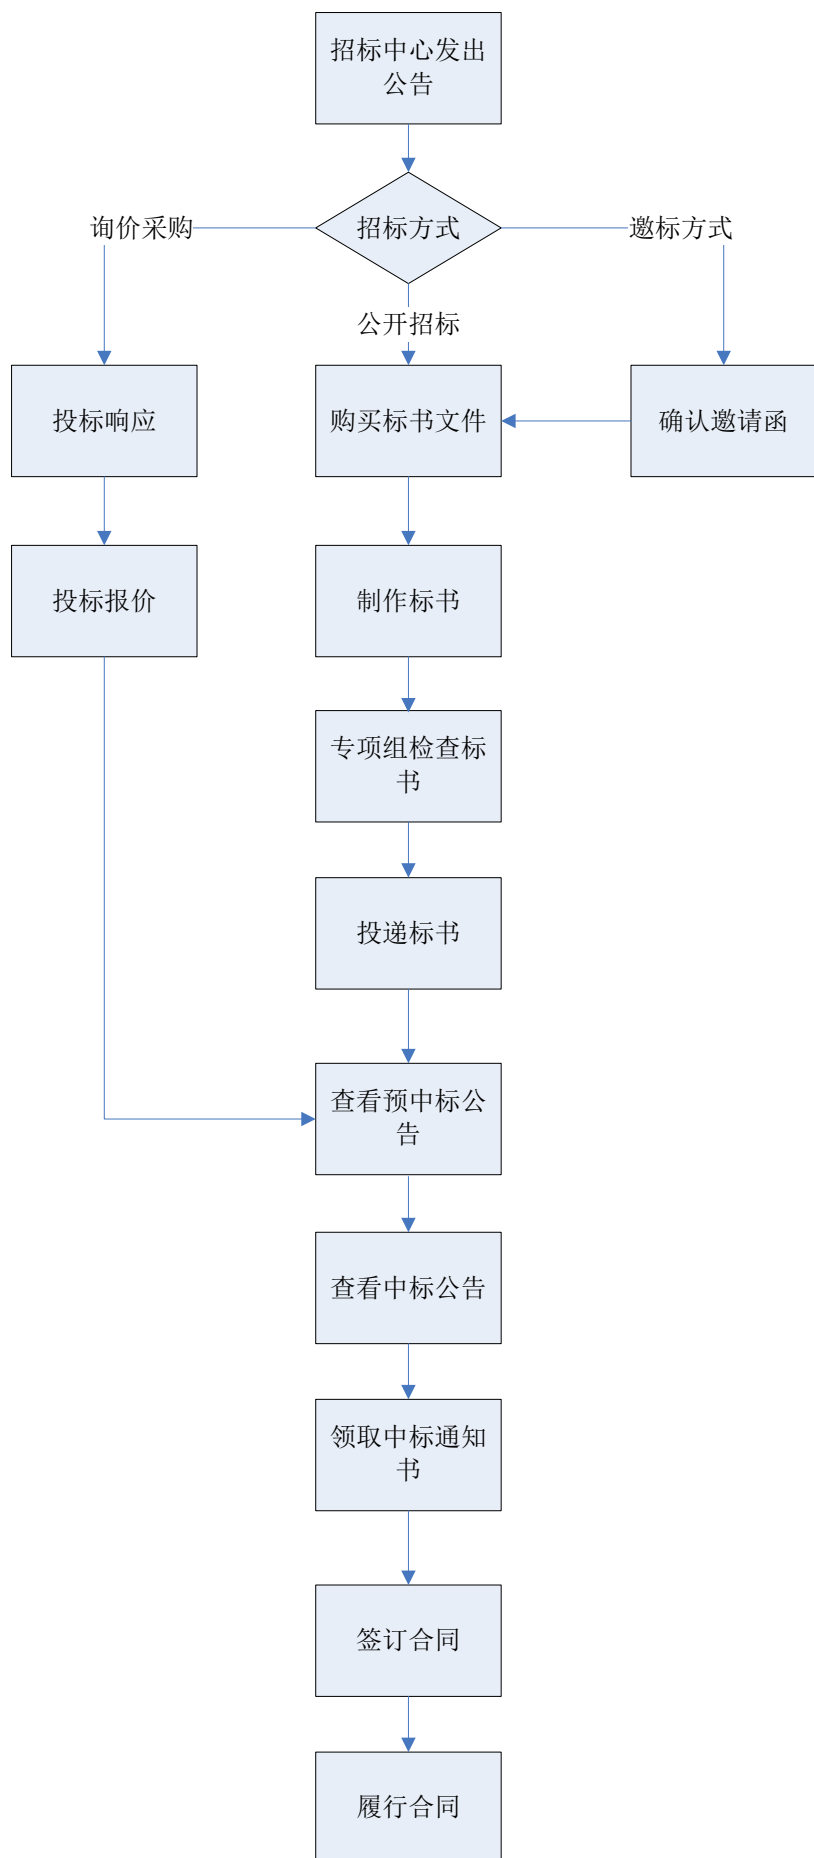 招标中心发出
公告
招标方式
询价采购
邀标方式
公开招标
投标响应
购买标书文件
确认邀请函
投标报价
制作标书
专项组检查标
书
投递标书
查看预中标公
告
查看中标公告
领取中标通知
书
签订合同
履行合同